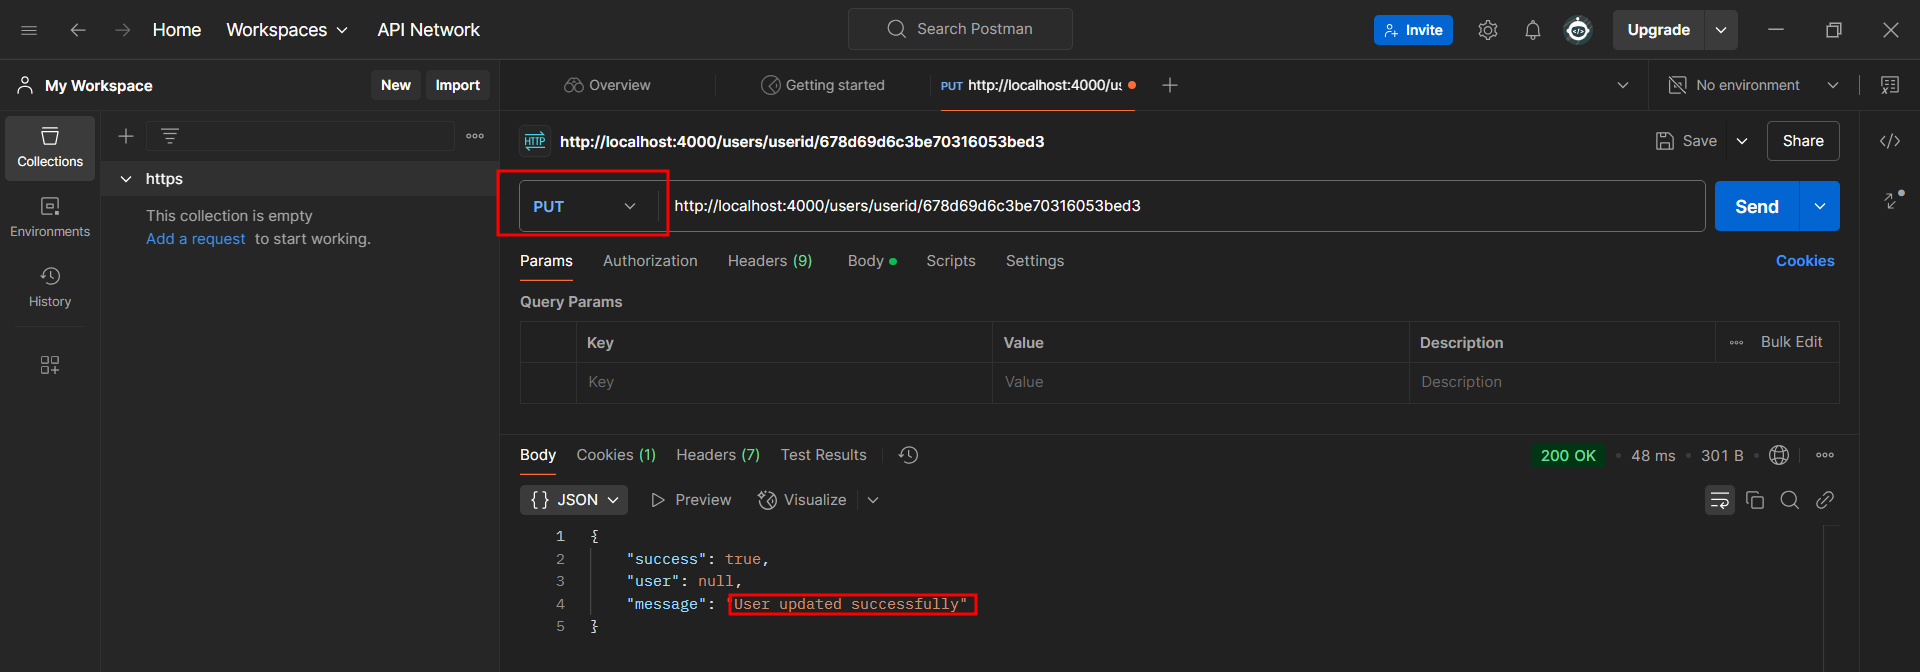 Home Workspaces API Network Search Postman Invite Upgrade
My Workspace New Import Overview Getting started PUT http://localhost:4000/us No environment
Collections
Environments
History
https
This collection is empty
Add a request to start working.
HTTP http://localhost:4000/users/userid/678d69d6c3be70316053bed3 Save Share
PUT http://localhost:4000/users/userid/678d69d6c3be70316053bed3 Send
Params Authorization Headers (9) Body Scripts Settings Cookies
Query Params
Key Value Description Bulk Edit
Key Value Description
Body Cookies (1) Headers (7) Test Results 200 OK 48 ms 301 B
{} JSON Preview Visualize
1 {
2 "success": true,
3 "user": null,
4 "message": "User updated successfully"
5 }